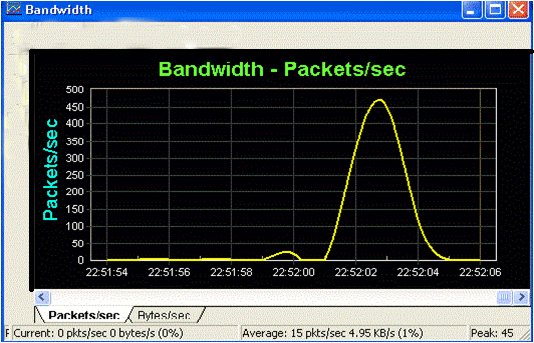 Bandwidth
Bandwidth - Packets/sec
Packets/sec
500
450
400
350
300
250
200
150
100
50
0
22:51:54 22:51:56 22:51:58 22:52:00 22:52:02 22:52:04 22:52:06
Packets/sec Bytes/sec
Current: 0 pkts/sec 0 bytes/s (0%) Average: 15 pkts/sec 4.95 KB/s (1%) Peak: 45